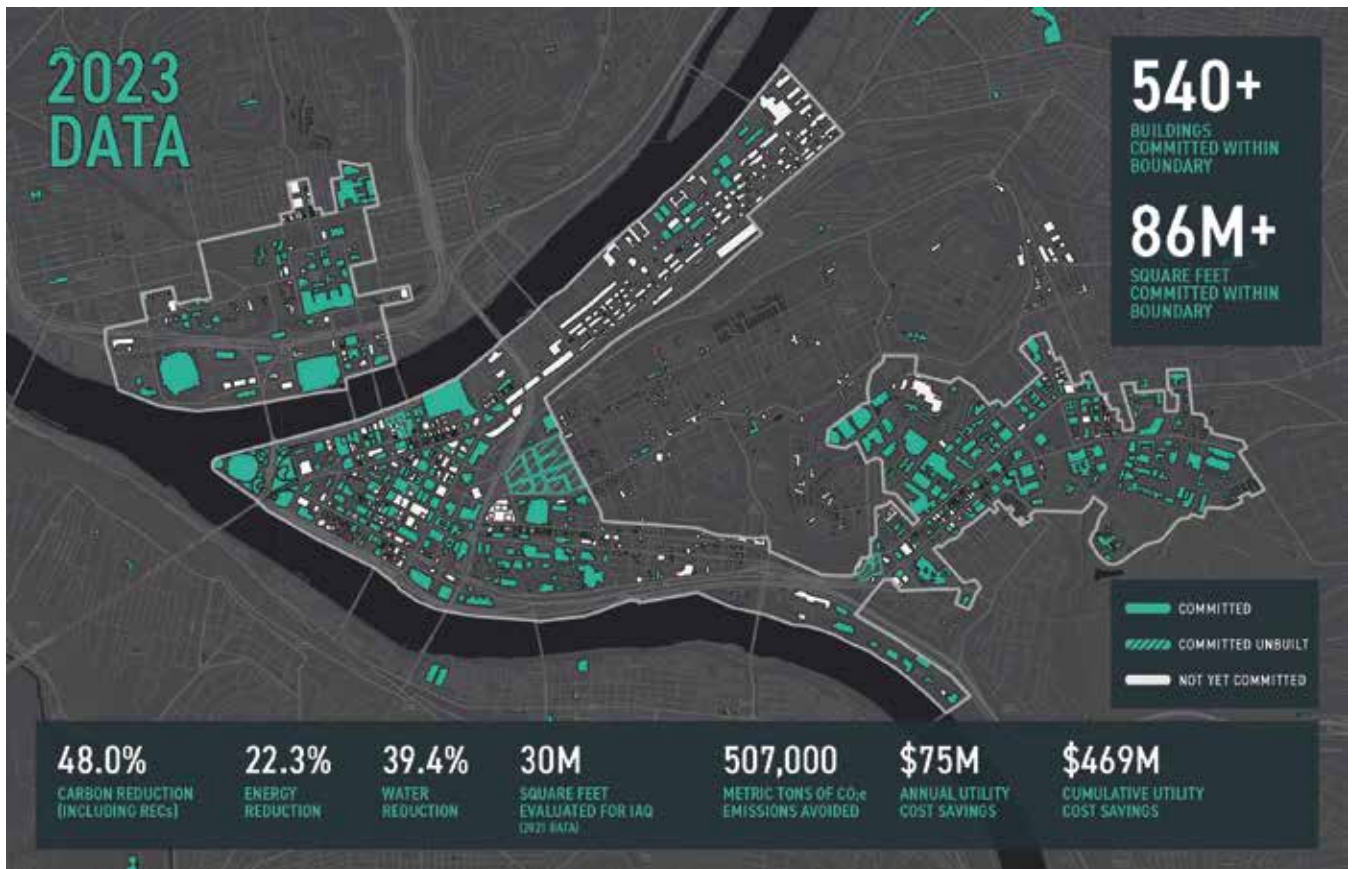 2023
DATA
540+
BUILDINGS
COMMITTED WITHIN
BOUNDARY
86M+
SQUARE FEET
COMMITTED WITHIN
BOUNDARY
COMMITTED
COMMITTED UNBUILT
NOT YET COMMITTED
48.0%
CARBON REDUCTION
(INCLUDING RECs)
22.3%
ENERGY
REDUCTION
39.4%
WATER
REDUCTION
30M
SQUARE FEET
EVALUATED FOR IAQ
(2021 DATA)
507,000
METRIC TONS OF CO₂e
EMISSIONS AVOIDED
$75M
ANNUAL UTILITY
COST SAVINGS
$469M
CUMULATIVE UTILITY
COST SAVINGS